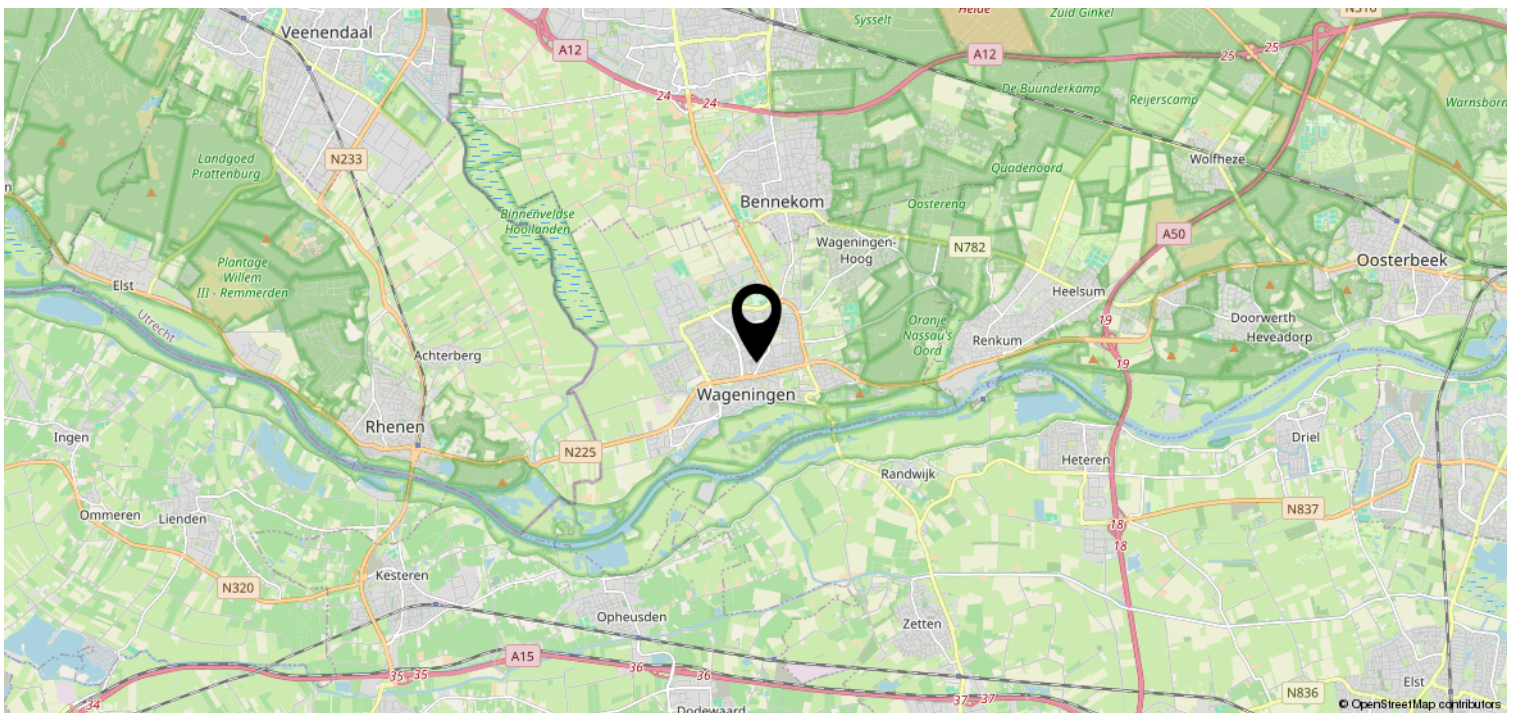 Sysselt
Heide
Zuid Ginkel
N310
Veenendaal
A12
A12
25
25
24
24
De Buunderkamp
Reijerscamp
Warnsborn
N233
Landgoed
Prattenburg
Wolfheze
Quadenoord
n
Bennekom
Oostereng
Binnenveldse
Hooilanden
A50
Wageningen-
Hoog
N782
Plantage
Willem
III - Remmerden
Oosterbeek
Elst
Heelsum
Utrecht
Oranje
Nassau's
Oord
19
Doorwerth
Heveadorp
Renkum
Achterberg
19
Wageningen
Rhenen
Ingen
Driel
N225
Heteren
Randwijk
N837
Ommeren
Lienden
18
18
Kesteren
N320
Opheusden
Zetten
A15
35
35
36
36
Elst
N836
37
37
34
Dodewaard
© OpenStreetMap contributors